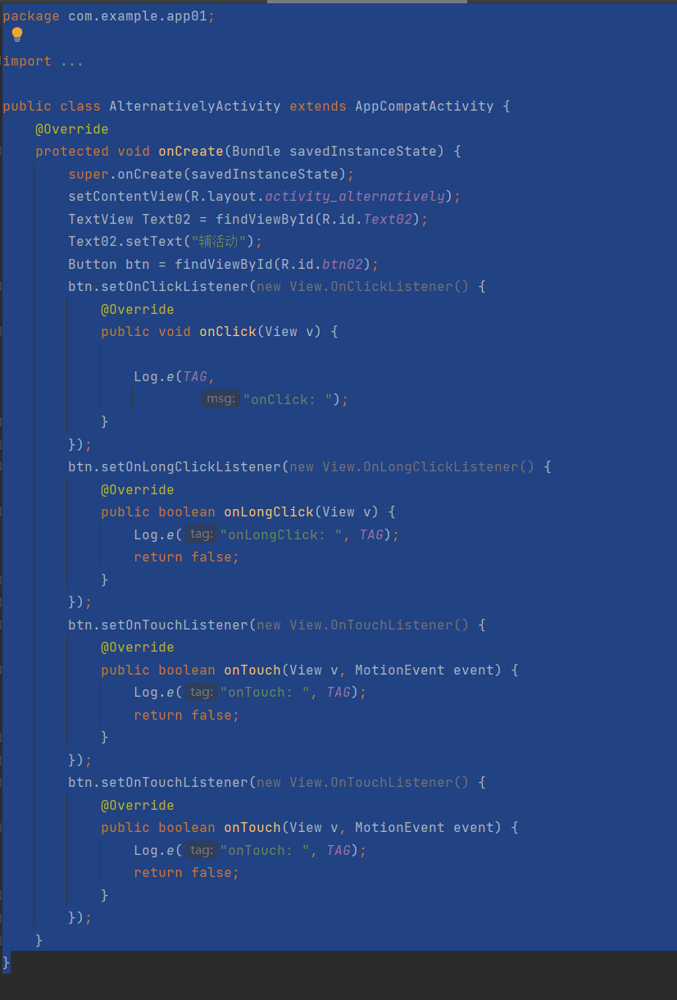 package com.example.app01;
import ...
public class AlternativelyActivity extends AppCompatActivity {
@Override
protected void onCreate(Bundle savedInstanceState) {
super.onCreate(savedInstanceState);
setContentView(R.layout.activity_alternatively);
TextView Text02 = findViewById(R.id.Text02);
Text02.setText("辅活动");
Button btn = findViewById(R.id.btn02);
btn.setOnClickListener(new View.OnClickListener() {
@Override
public void onClick(View v) {
Log.e(TAG,
msg: "onClick: ");
}
});
btn.setOnLongClickListener(new View.OnLongClickListener() {
@Override
public boolean onLongClick(View v) {
Log.e( tag: "onLongClick: ", TAG);
return false;
}
});
btn.setOnTouchListener(new View.OnTouchListener() {
@Override
public boolean onTouch(View v, MotionEvent event) {
Log.e( tag: "onTouch: ", TAG);
return false;
}
});
btn.setOnTouchListener(new View.OnTouchListener() {
@Override
public boolean onTouch(View v, MotionEvent event) {
Log.e( tag: "onTouch: ", TAG);
return false;
}
});
}
}